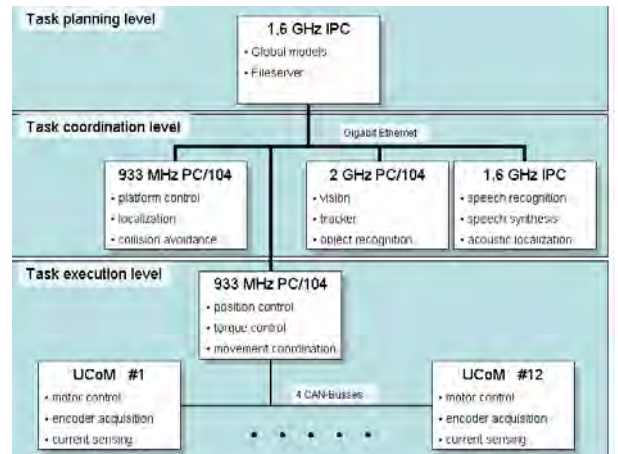 Task planning level
1,6 GHz IPC
• Global models
• Fileserver
Task coordination level
Gigabit Ethernet
933 MHz PC/104
• platform control
• localization
• collision avoidance
2 GHz PC/104
• vision
• tracker
• object recognition
1.6 GHz IPC
• speech recognition
• speech synthesis
• acoustic localization
Task execution level
933 MHz PC/104
• position control
• torque control
• movement coordination
UCoM #1
• motor control
• encoder acquisition
• current sensing
4 CAN-Busses
UCoM #12
• motor control
• encoder acquisition
• current sensing